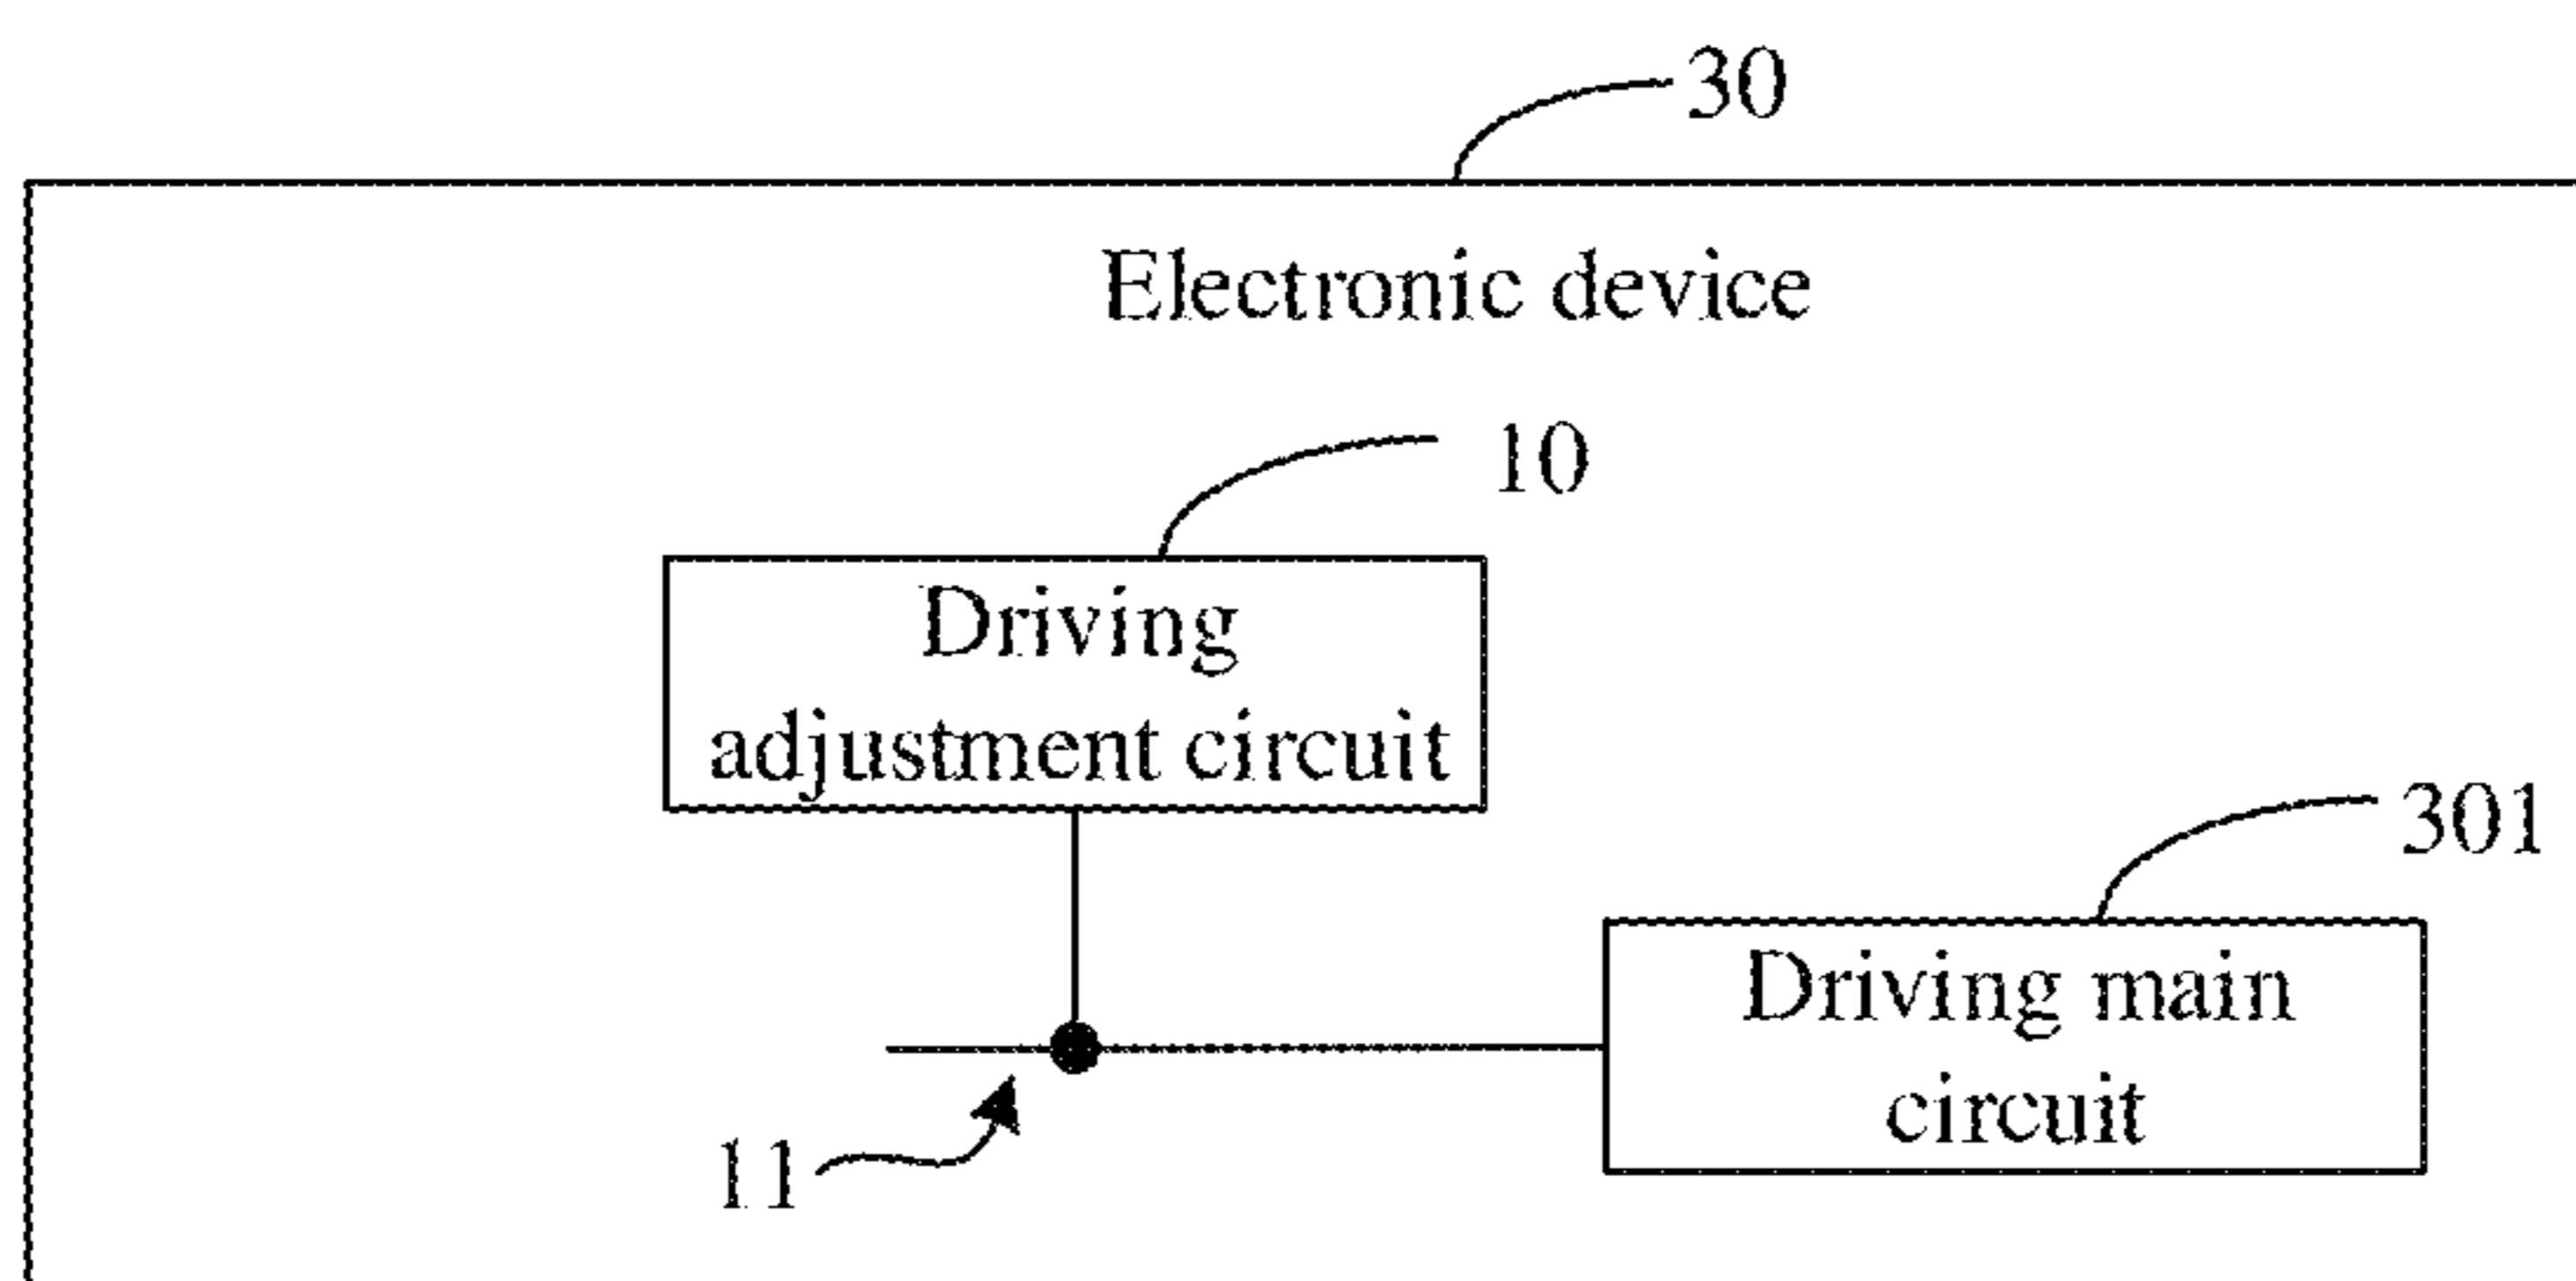 30
Electronic device
10
Driving
adjustment circuit
301
Driving main
circuit
11